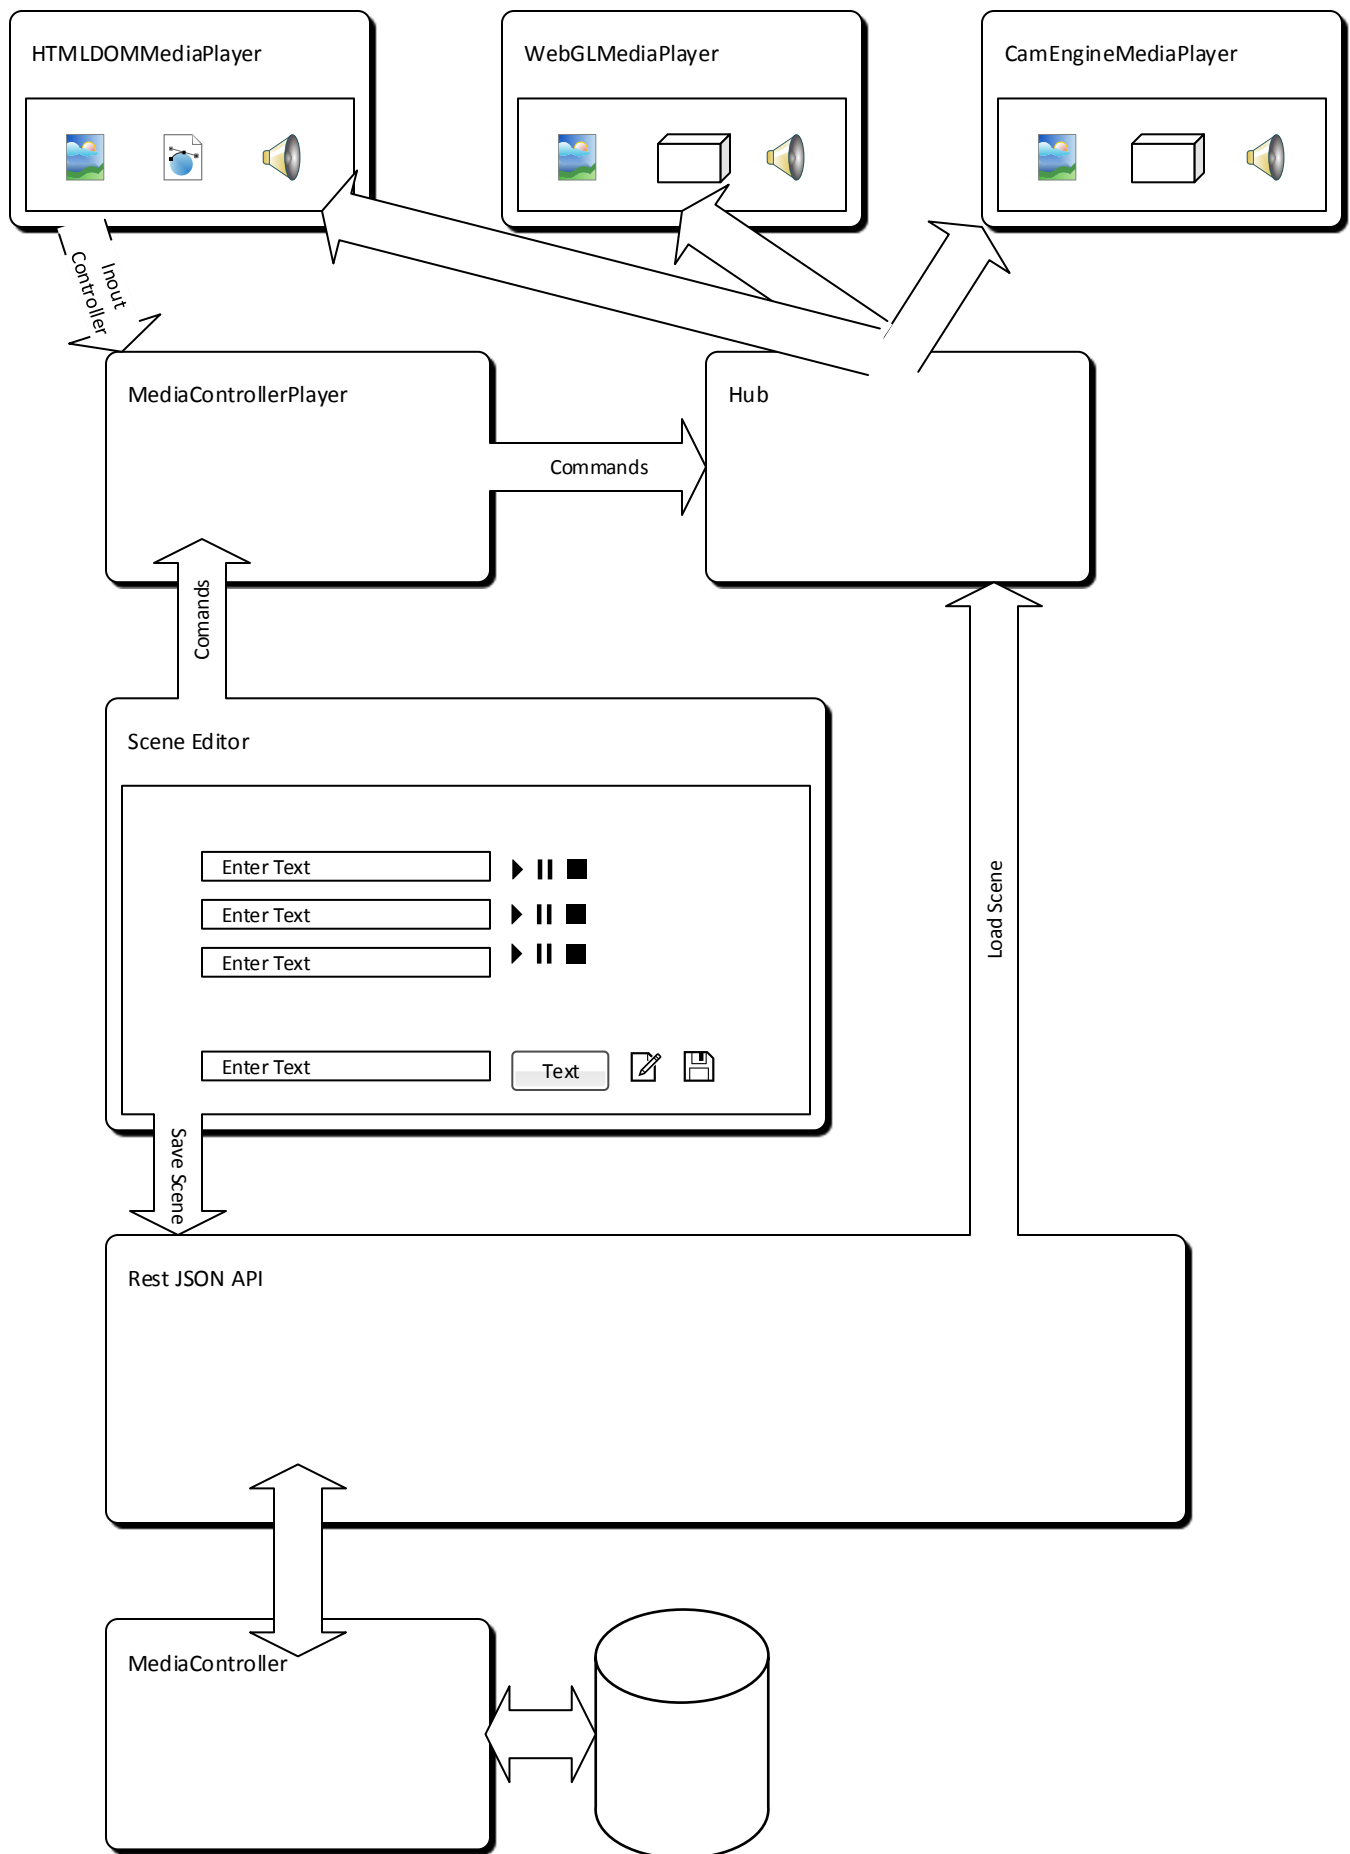 HTMLDOMMediaPlayer
WebGLMediaPlayer
CamEngineMediaPlayer
Inout
Controller
MediaControllerPlayer
Hub
Commands
Comands
Scene Editor
Enter Text
Enter Text
Enter Text
Enter Text
Text
Load Scene
Save Scene
Rest JSON API
MediaController